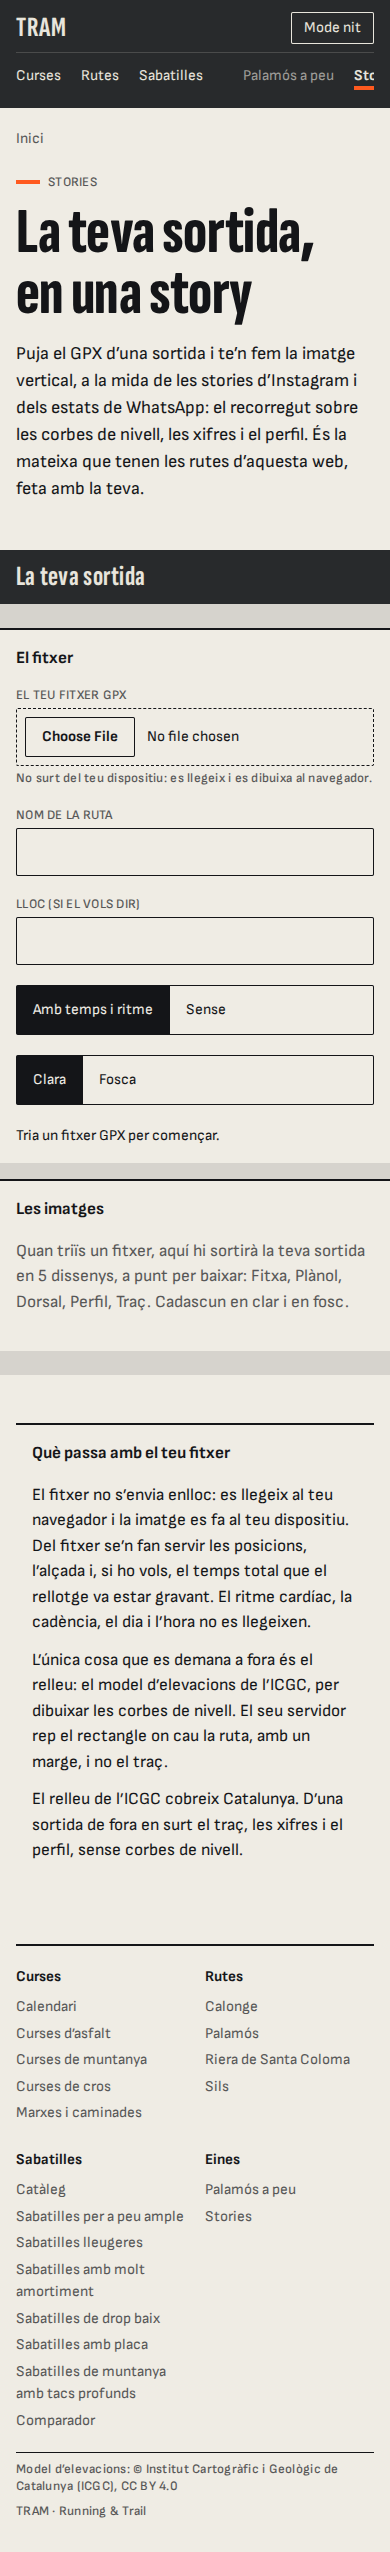 TRAM
Mode nit
Curses Rutes Sabatilles Palamós a peu
Inici
STORIES
La teva sortida,
en una story
Puja el GPX d’una sortida i te’n fem la imatge
vertical, a la mida de les stories d’Instagram i
dels estats de WhatsApp: el recorregut sobre
les corbes de nivell, les xifres i el perfil. És la
mateixa que tenen les rutes d’aquesta web,
feta amb la teva.
La teva sortida
El fitxer
EL TEU FITXER GPX
Choose File No file chosen
No surt del teu dispositiu: es llegeix i es dibuixa al navegador.
NOM DE LA RUTA
LLOC (SI EL VOLS DIR)
Amb temps i ritme Sense
Clara Fosca
Tria un fitxer GPX per començar.
Les imatges
Quan triïs un fitxer, aquí hi sortirà la teva sortida
en 5 dissenys, a punt per baixar: Fitxa, Plànol,
Dorsal, Perfil, Traç. Cadascun en clar i en fosc.
Què passa amb el teu fitxer
El fitxer no s’envia enlloc: es llegeix al teu
navegador i la imatge es fa al teu dispositiu.
Del fitxer se’n fan servir les posicions,
l’alçada i, si ho vols, el temps total que el
rellotge va estar gravant. El ritme cardíac, la
cadència, el dia i l’hora no es llegeixen.
L’única cosa que es demana a fora és el
relleu: el model d’elevacions de l’ICGC, per
dibuixar les corbes de nivell. El seu servidor
rep el rectangle on cau la ruta, amb un
marge, i no el traç.
El relleu de l’ICGC cobreix Catalunya. D’una
sortida de fora en surt el traç, les xifres i el
perfil, sense corbes de nivell.
Curses
Calendari
Curses d’asfalt
Curses de muntanya
Curses de cros
Marxes i caminades
Rutes
Calonge
Palamós
Riera de Santa Coloma
Sils
Sabatilles
Catàleg
Sabatilles per a peu ample
Sabatilles lleugeres
Sabatilles amb molt
amortiment
Sabatilles de drop baix
Sabatilles amb placa
Sabatilles de muntanya
amb tacs profunds
Comparador
Eines
Palamós a peu
Stories
Model d’elevacions: © Institut Cartogràfic i Geològic de
Catalunya (ICGC), CC BY 4.0
TRAM · Running & Trail